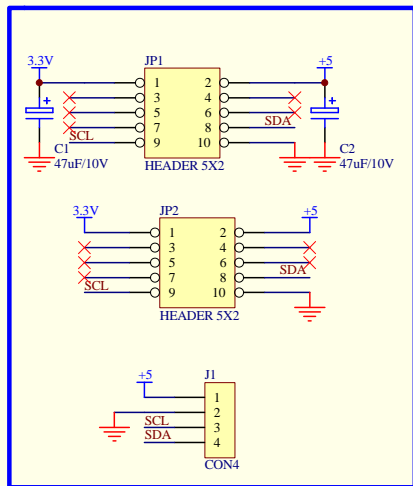 JP1
3.3V +5
1 2
3 4
5 6
7 8 SDA
SCL 9 10
C1 C2
47uF/10V HEADER 5X2 47uF/10V
JP2
3.3V +5
1 2
3 4
5 6
7 8 SDA
SCL 9 10
HEADER 5X2
+5 J1
1
2
SCL 3
SDA 4
CON4